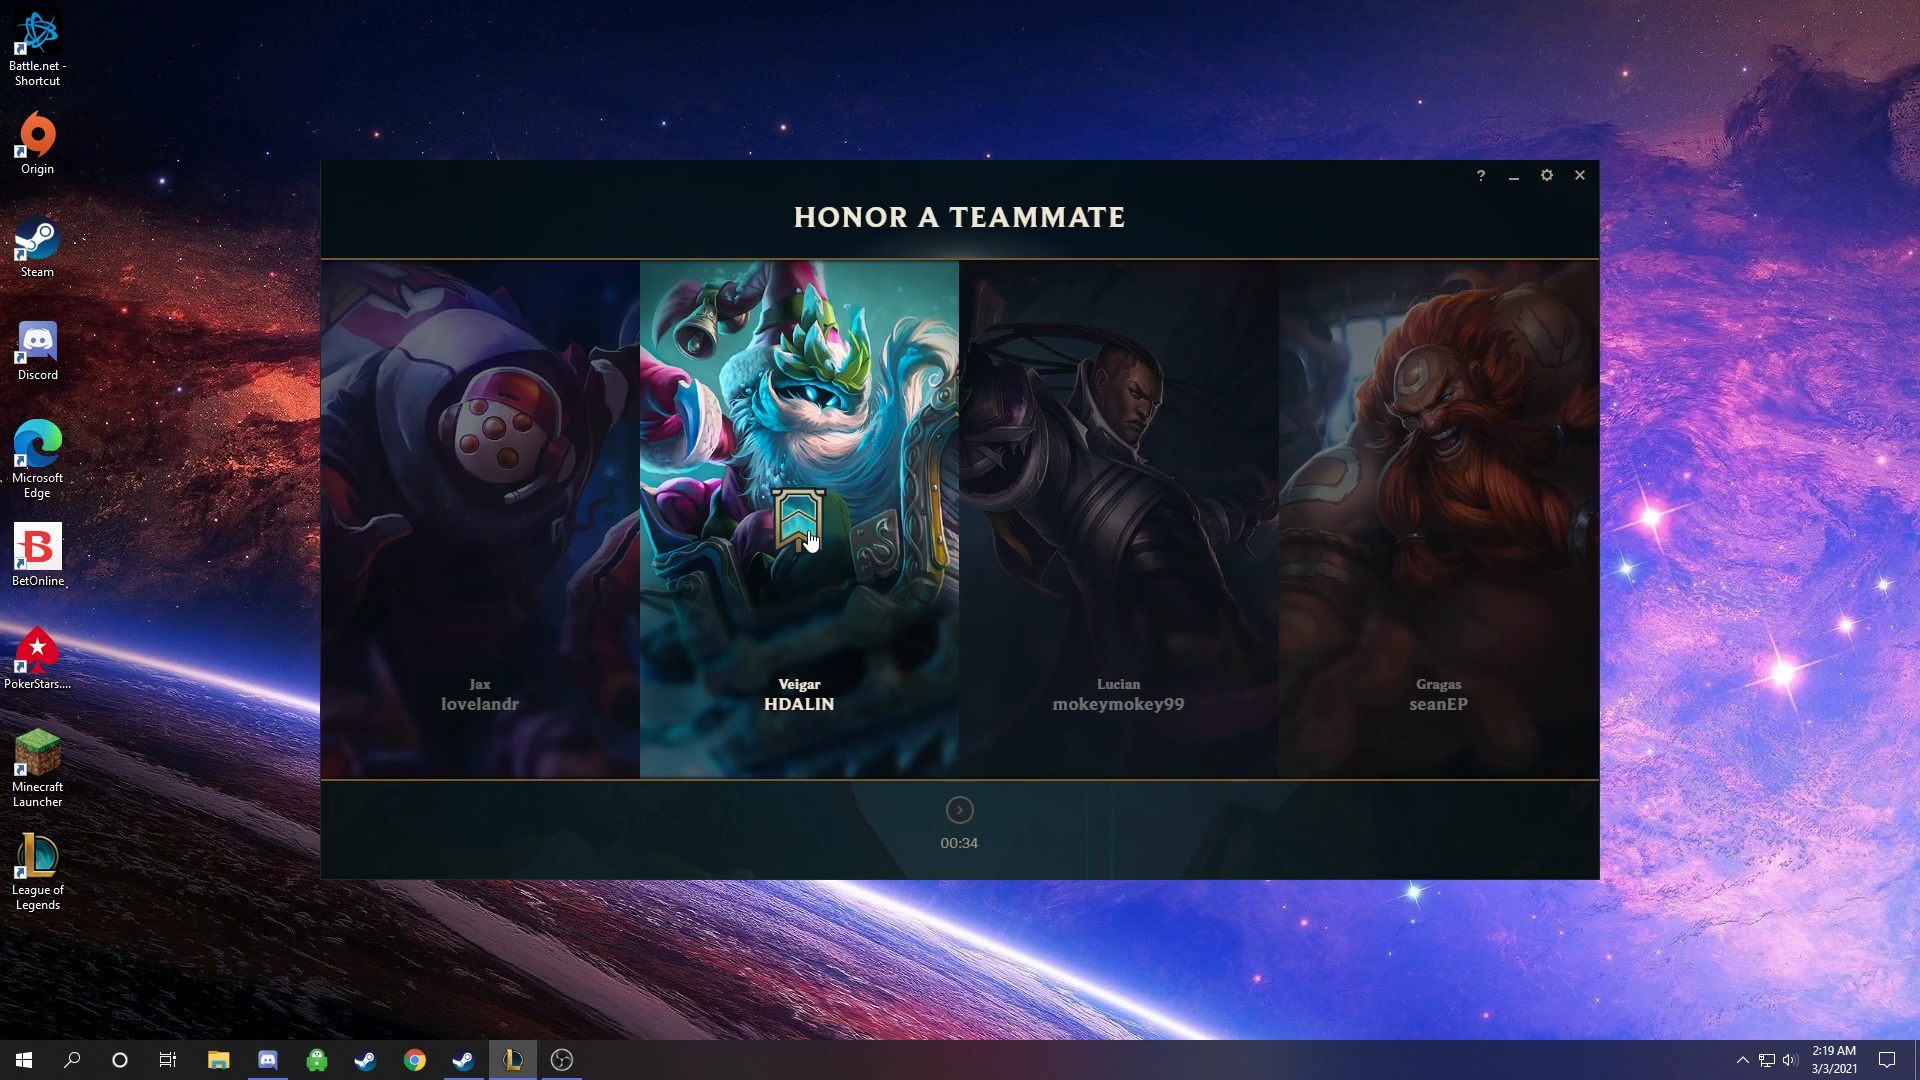 Battle.net -
Shortcut
Origin
Steam
Discord
Microsoft
Edge
BetOnline
PokerStars....
Minecraft
Launcher
League of
Legends
?
HONOR A TEAMMATE
Jax
lovelandr
Veigar
HDALIN
Lucian
mokeymokey99
Gragas
seanEP
00:34
2:19 AM
3/3/2021